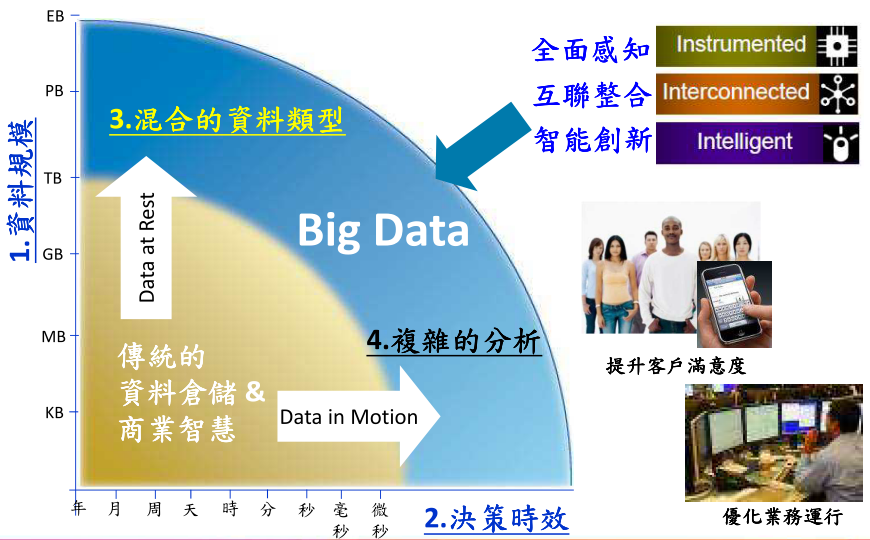 EB
PB
TB
GB
MB
KB
1.資料規模
3.混合的資料類型
Data at Rest
Big Data
傳統的
資料倉儲 &
商業智慧
4.複雜的分析
Data in Motion
年 月 周 天 時 分 秒 毫秒 微秒
2.決策時效
全面感知 Instrumented
互聯整合 Interconnected
智能創新 Intelligent
提升客戶滿意度
優化業務運行